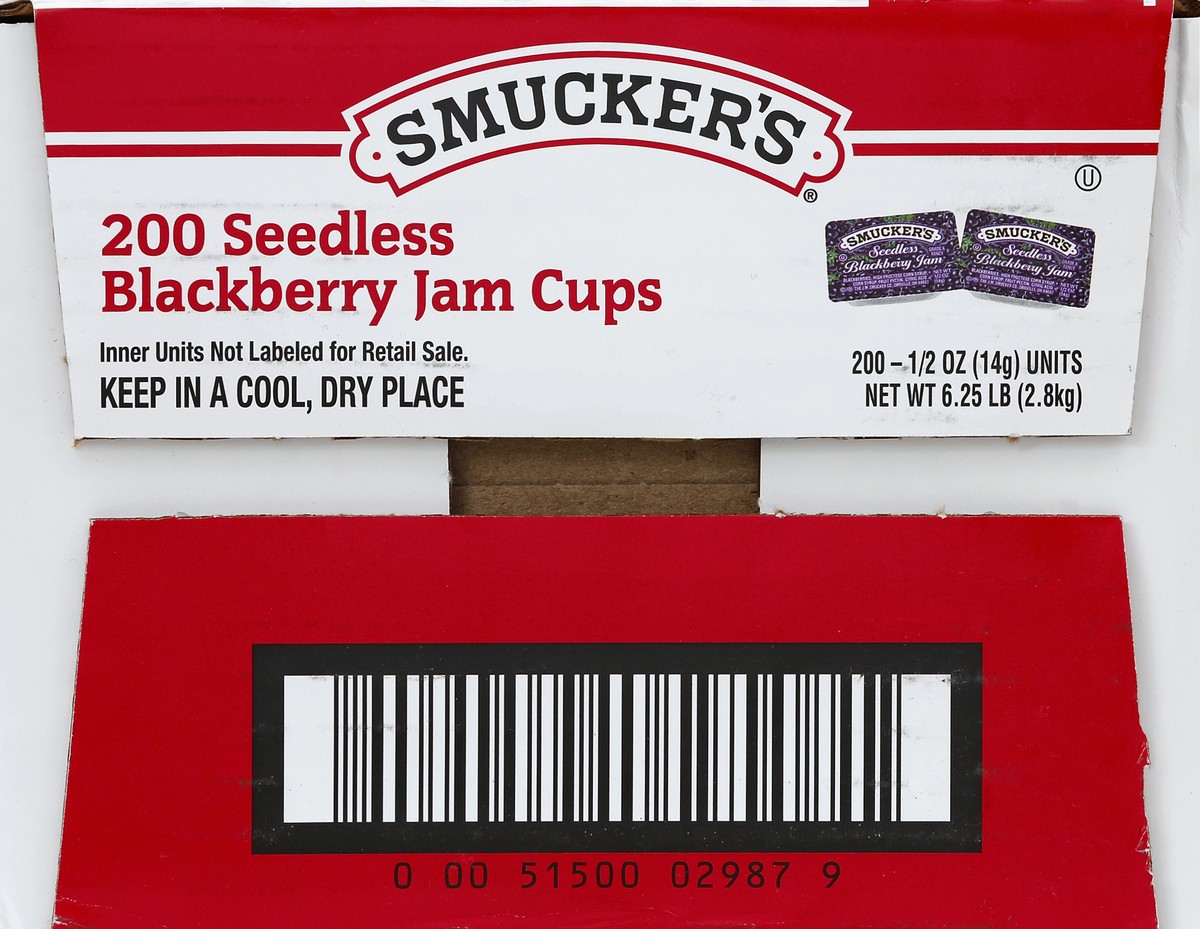 SMUCKER'S®
Ⓤ
200 Seedless
Blackberry Jam Cups
SMUCKER'S
Seedless
Blackberry Jam
SMUCKER'S
Seedless
Blackberry Jam
Inner Units Not Labeled for Retail Sale.
KEEP IN A COOL, DRY PLACE
200 – 1/2 OZ (14g) UNITS
NET WT 6.25 LB (2.8kg)
0 00 51500 02987 9